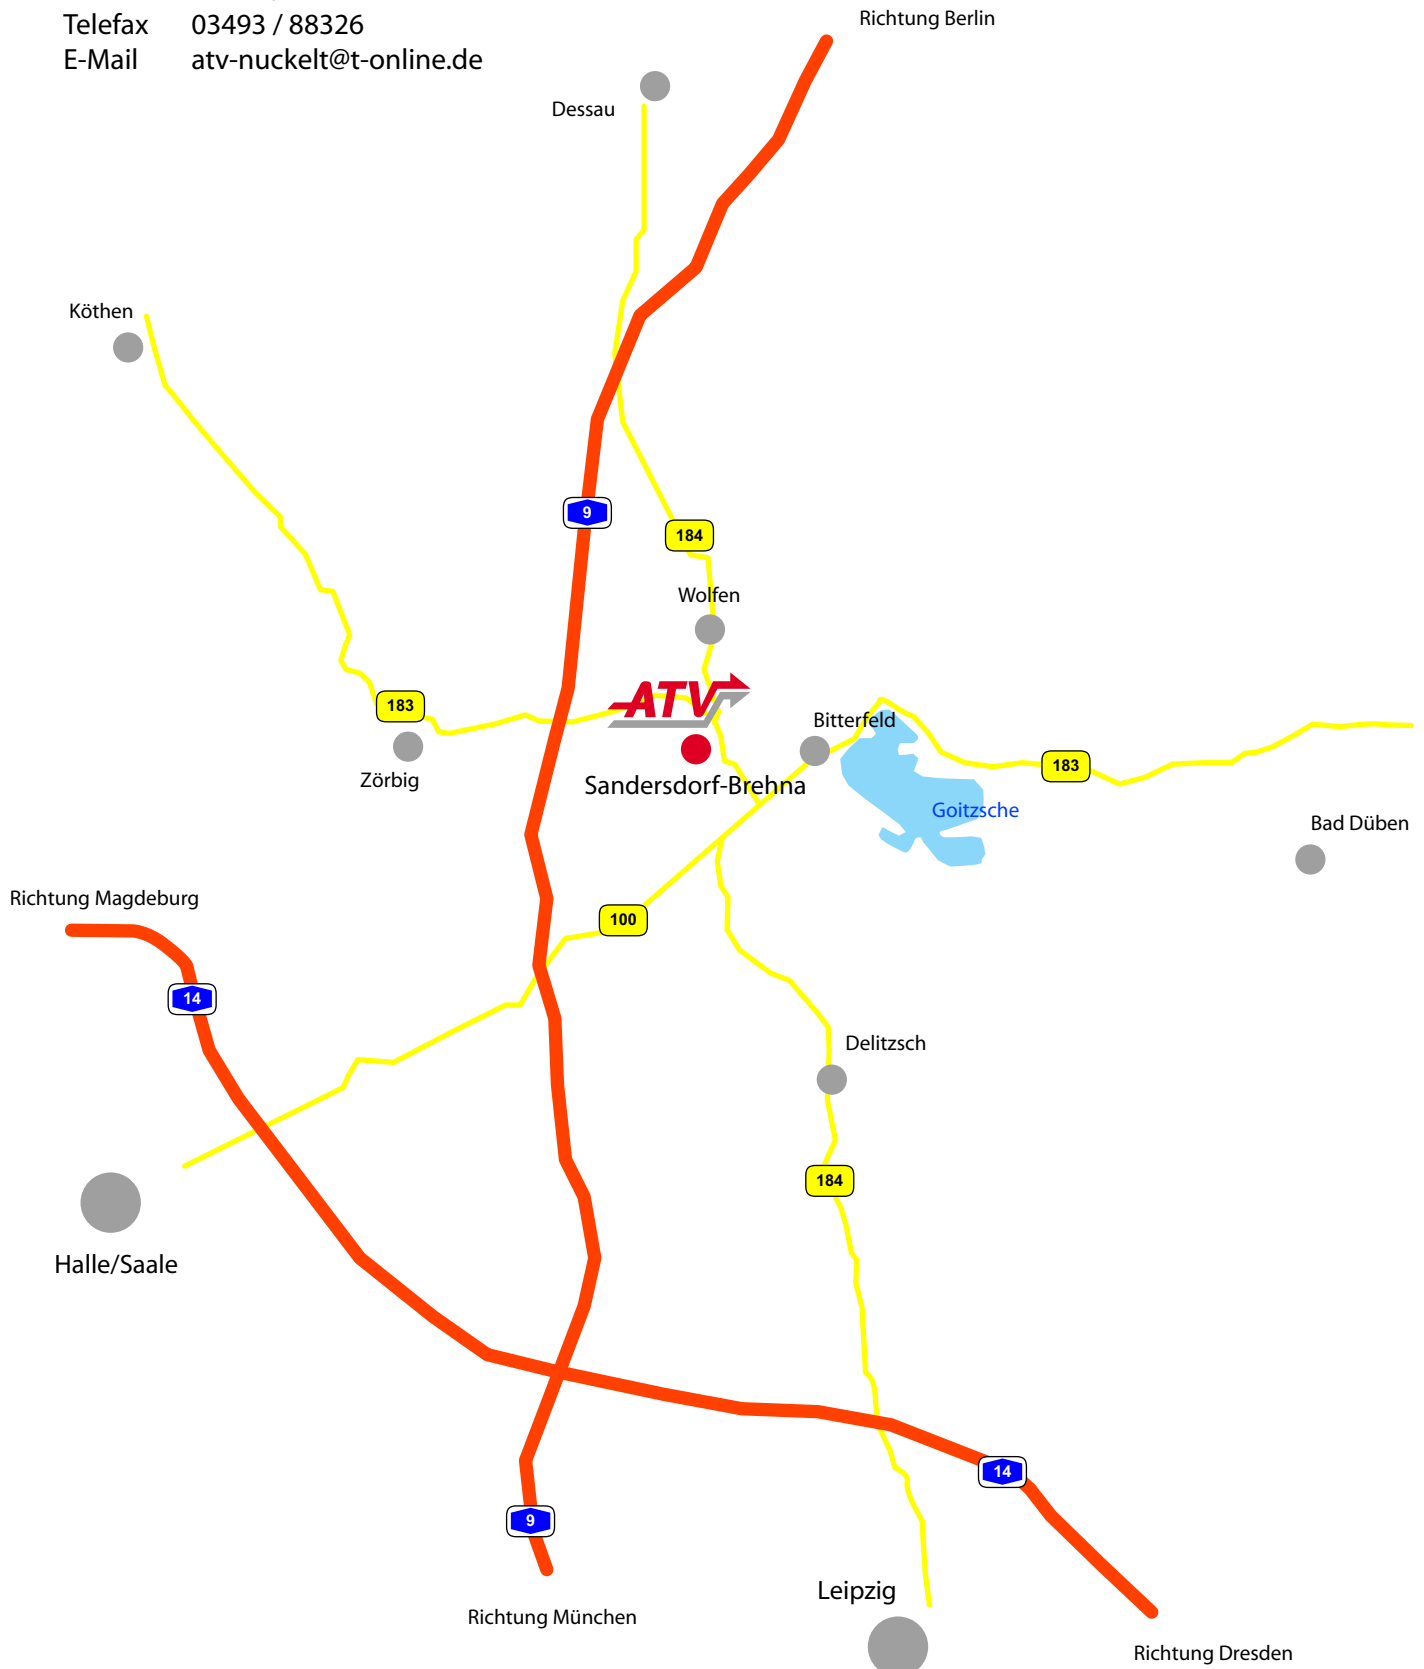 Telefax 03493 / 88326
E-Mail atv-nuckelt@t-online.de
Richtung Berlin
Dessau
Köthen
9
184
Wolfen
ATV
183
Bitterfeld
Zörbig
Sandersdorf-Brehna
183
Goitzsche
Bad Düben
Richtung Magdeburg
100
14
Delitzsch
184
Halle/Saale
14
9
Leipzig
Richtung München
Richtung Dresden